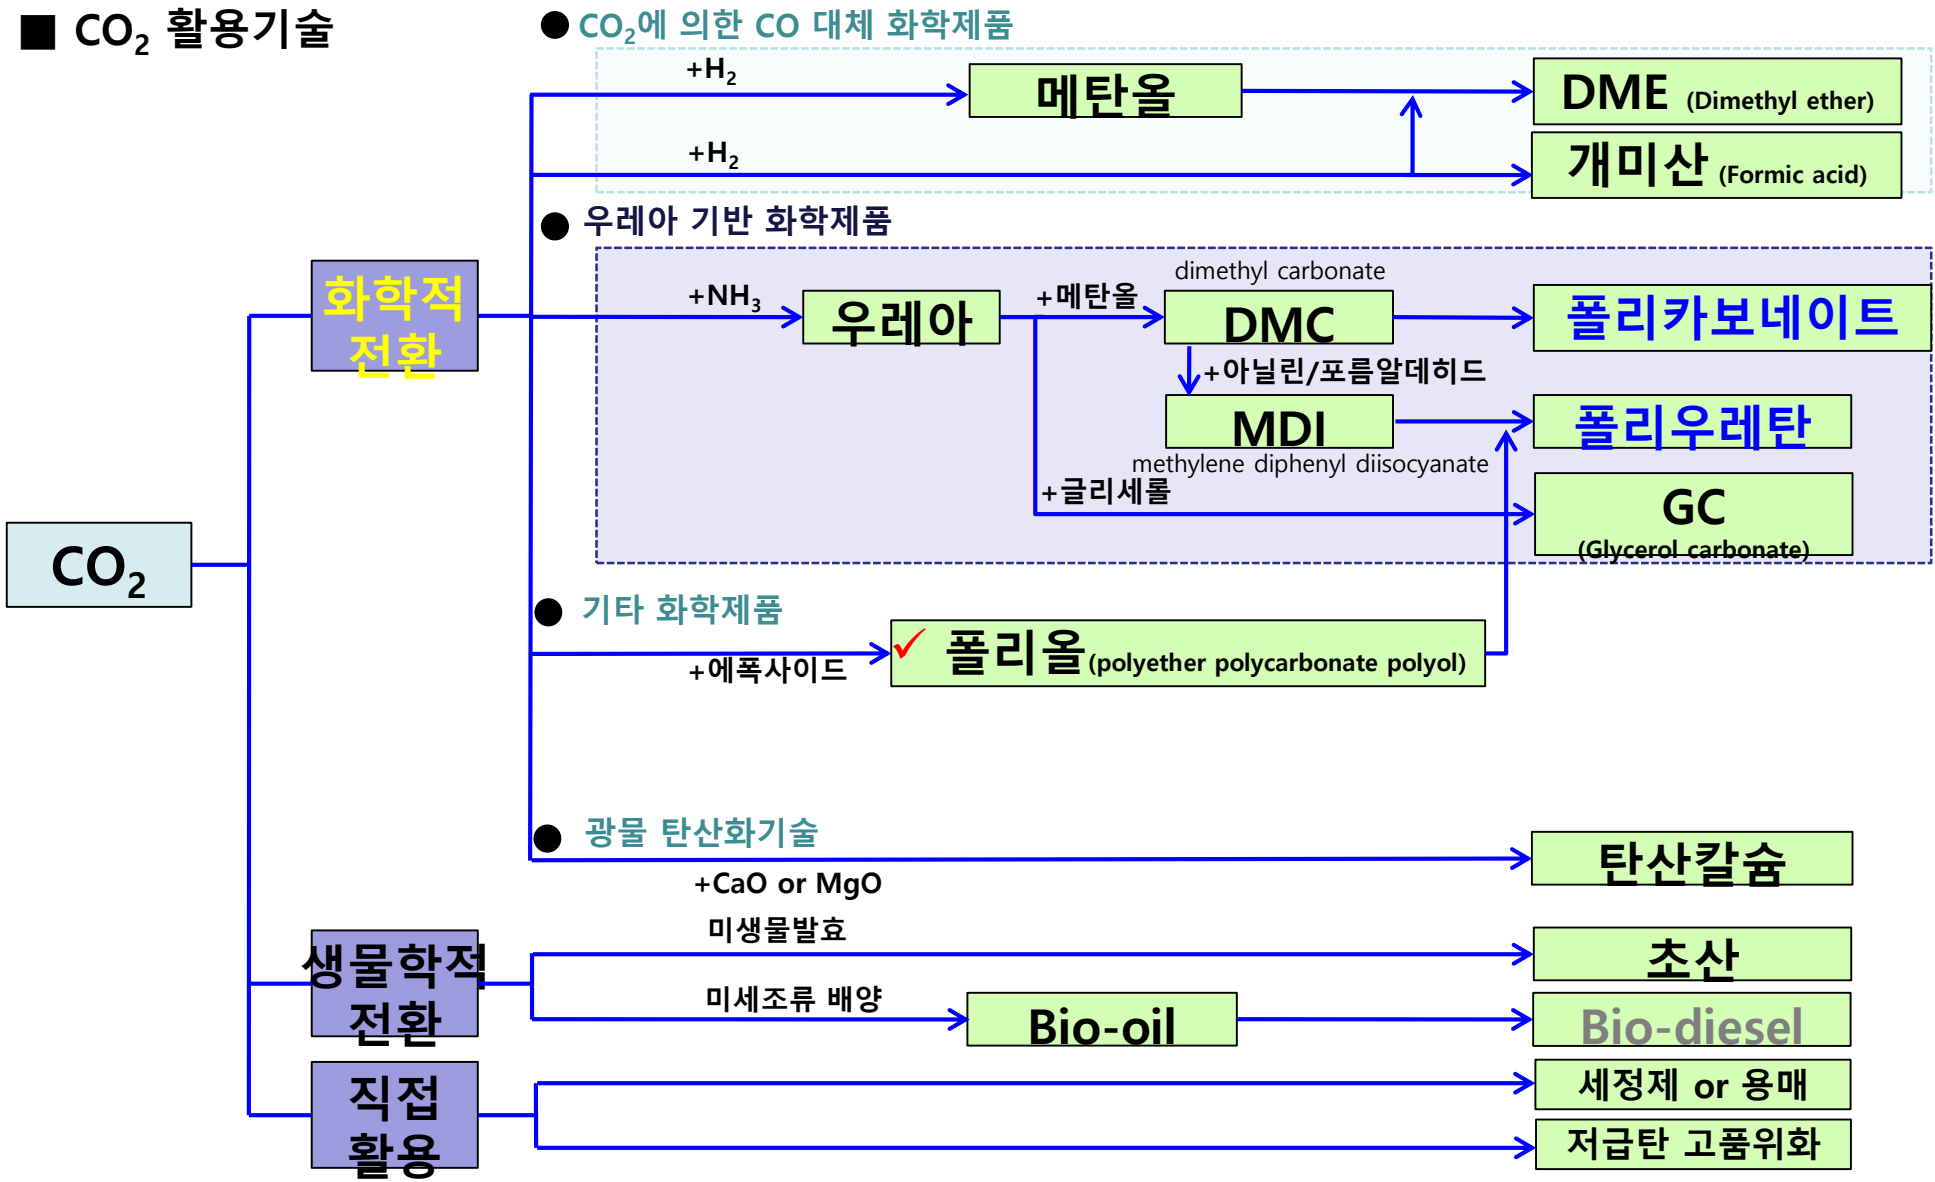 ■ CO₂ 활용기술
● CO₂에 의한 CO 대체 화학제품
+H₂
메탄올
DME (Dimethyl ether)
+H₂
개미산 (Formic acid)
● 우레아 기반 화학제품
화학적
전환
+NH₃
우레아
+메탄올
dimethyl carbonate
DMC
폴리카보네이트
+아닐린/포름알데히드
MDI
methylene diphenyl diisocyanate
폴리우레탄
+글리세롤
GC
(Glycerol carbonate)
CO₂
● 기타 화학제품
+에폭사이드
✓ 폴리올(polyether polycarbonate polyol)
● 광물 탄산화기술
+CaO or MgO
탄산칼슘
생물학적
전환
미생물발효
초산
미세조류 배양
Bio-oil
Bio-diesel
직접
활용
세정제 or 용매
저급탄 고품위화